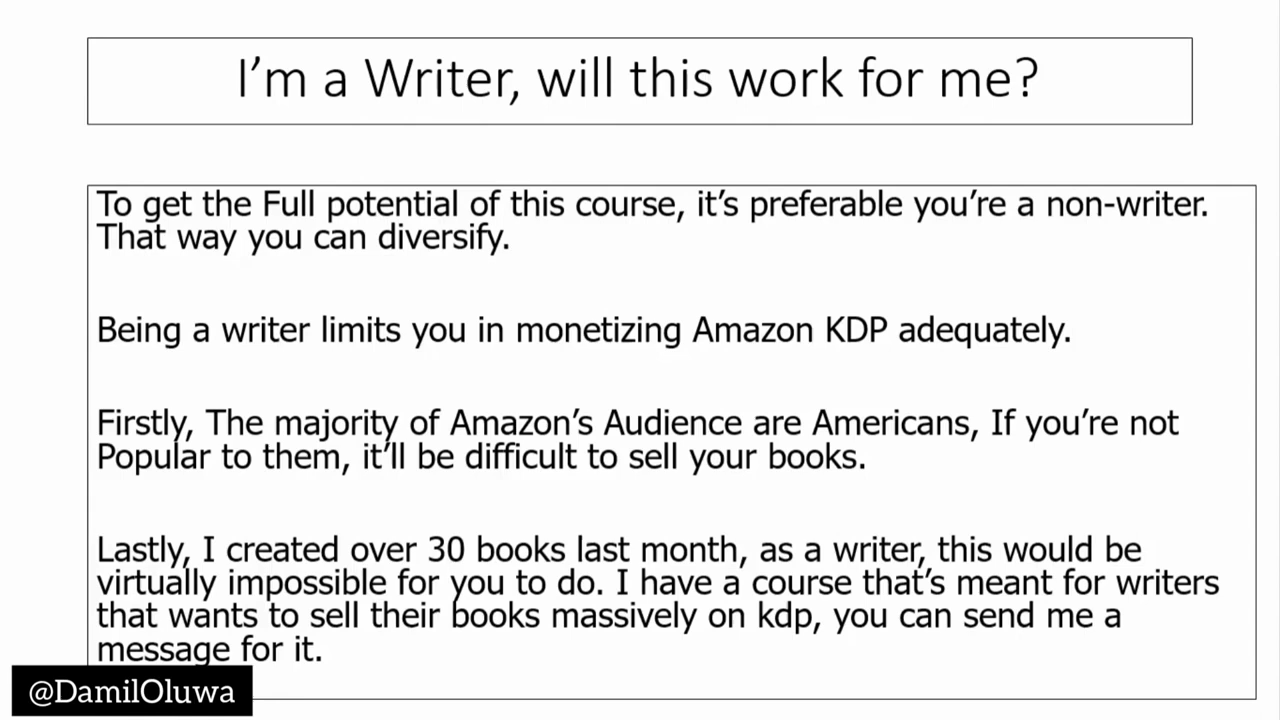 I’m a Writer, will this work for me?
To get the Full potential of this course, it’s preferable you’re a non-writer.
That way you can diversify.
Being a writer limits you in monetizing Amazon KDP adequately.
Firstly, The majority of Amazon’s Audience are Americans, If you’re not
Popular to them, it’ll be difficult to sell your books.
Lastly, I created over 30 books last month, as a writer, this would be
virtually impossible for you to do. I have a course that’s meant for writers
that wants to sell their books massively on kdp, you can send me a
message for it.
@DamilOluwa